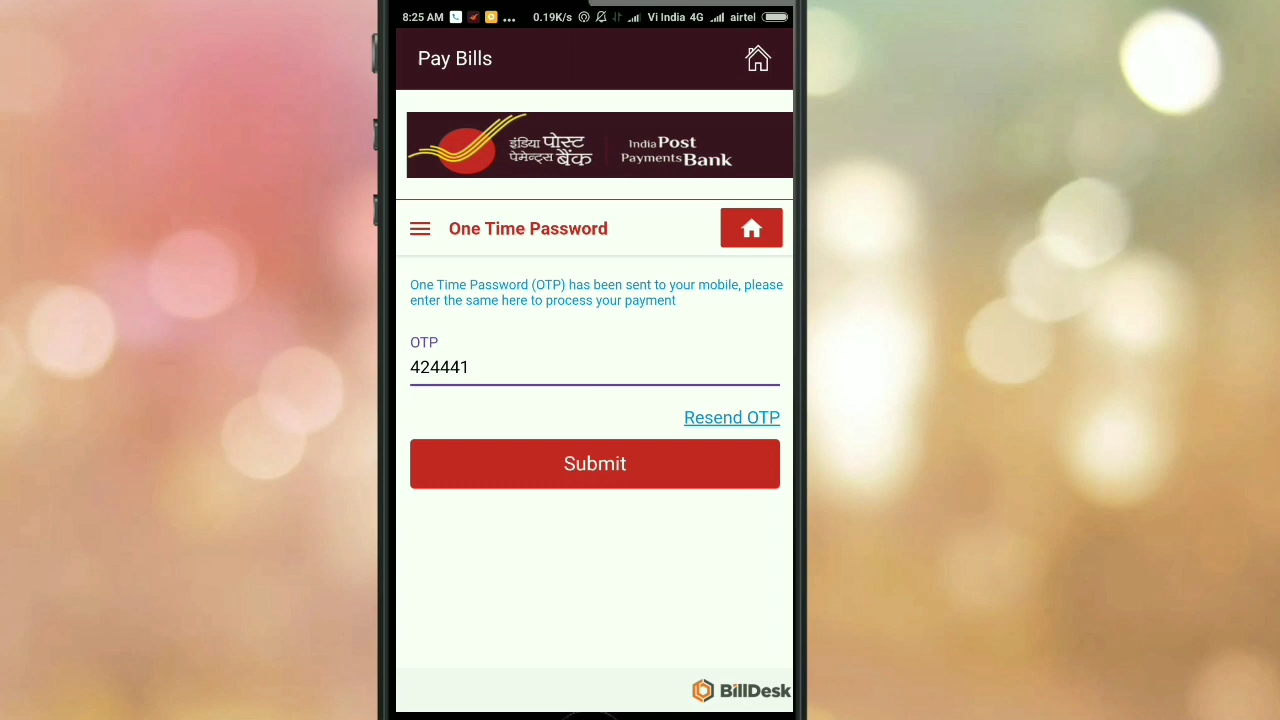 8:25 AM ... 0.19K/s Vi India 4G airtel
Pay Bills
इंडिया पोस्ट
पेमेन्ट्स बैंक
India Post
Payments Bank
One Time Password
One Time Password (OTP) has been sent to your mobile, please
enter the same here to process your payment
OTP
424441
Resend OTP
Submit
BillDesk